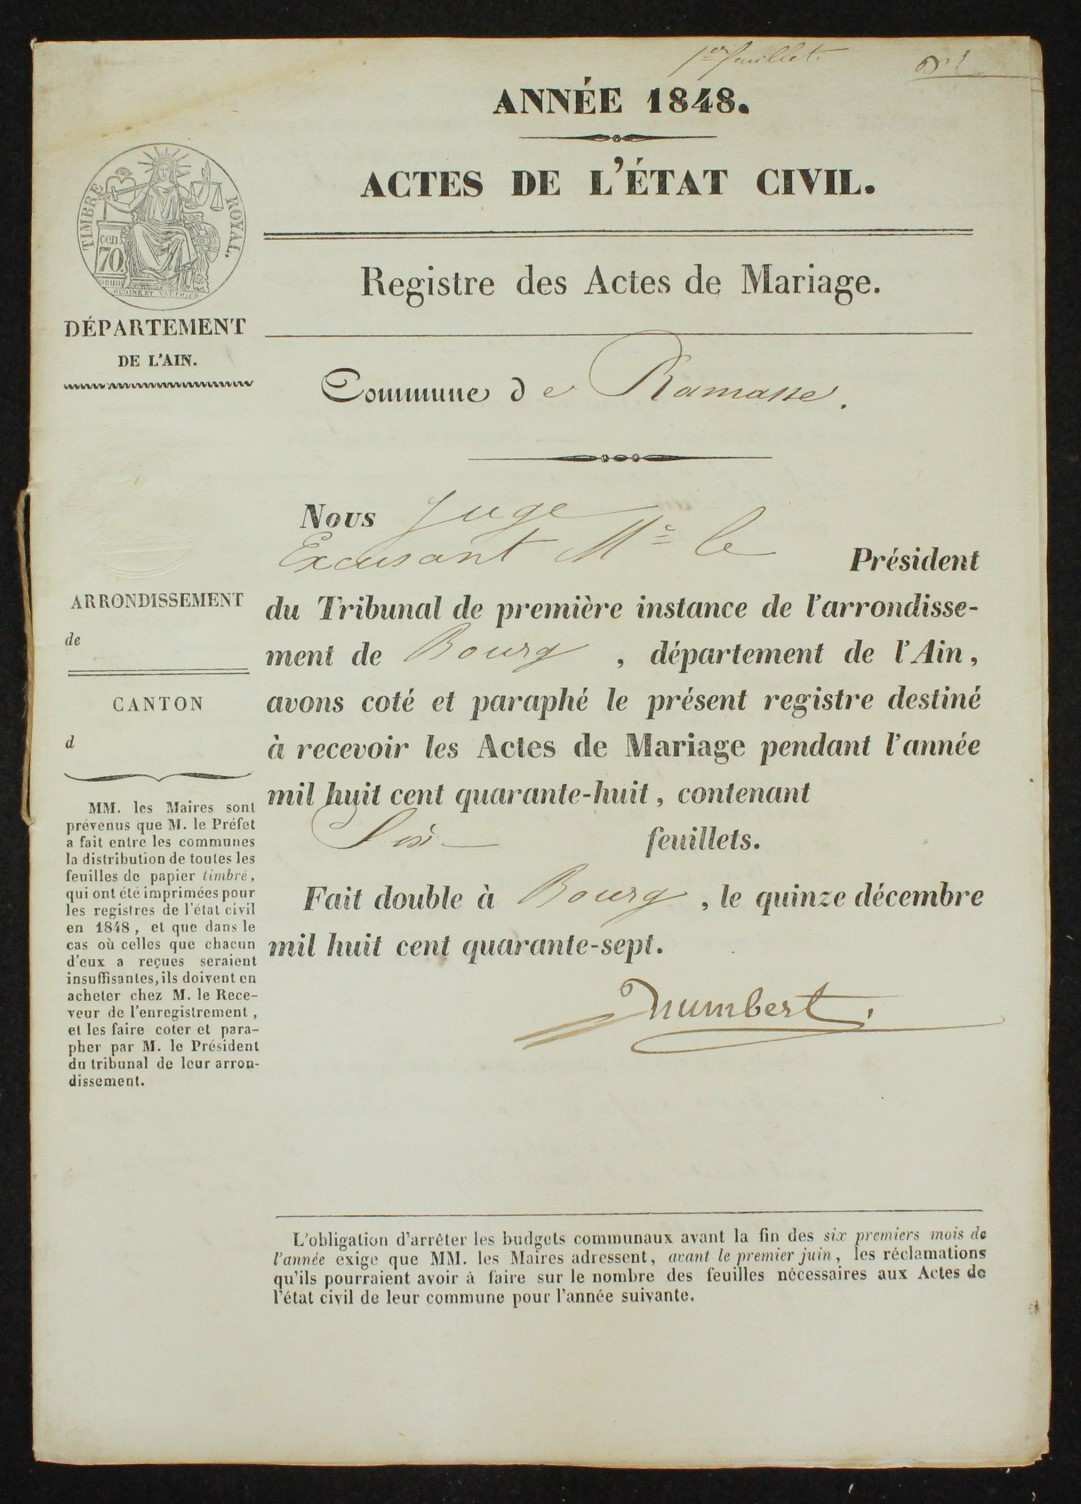 1er feuillet.
ANNÉE 1848.
ACTES DE L'ÉTAT CIVIL.
TIMBRE ROYAL.
cen
70
Registre des Actes de Mariage.
DÉPARTEMENT
DE L'AIN.
Commune de Ramasse.
Nous Juge
Excusant Mr le Président
du Tribunal de première instance de l'arrondisse-
ment de Bourg, département de l'Ain,
avons coté et paraphé le présent registre destiné
à recevoir les Actes de Mariage pendant l'année
mil huit cent quarante-huit, contenant
Six feuillets.
Fait double à Bourg, le quinze décembre
mil huit cent quarante-sept.
ARRONDISSEMENT
de
CANTON
d
MM. les Maires sont
prévenus que M. le Préfet
a fait entre les communes
la distribution de toutes les
feuilles de papier timbré,
qui ont été imprimées pour
les registres de l'état civil
en 1848, et que dans le
cas où celles que chacun
d'eux a reçues seraient
insuffisantes, ils doivent en
acheter chez M. le Rece-
veur de l'enregistrement,
et les faire coter et para-
pher par M. le Président
du tribunal de leur arron-
dissement.
L'obligation d'arrêter les budgets communaux avant la fin des six premiers mois de
l'année exige que MM. les Maires adressent, avant le premier juin, les réclamations
qu'ils pourraient avoir à faire sur le nombre des feuilles nécessaires aux Actes de
l'état civil de leur commune pour l'année suivante.